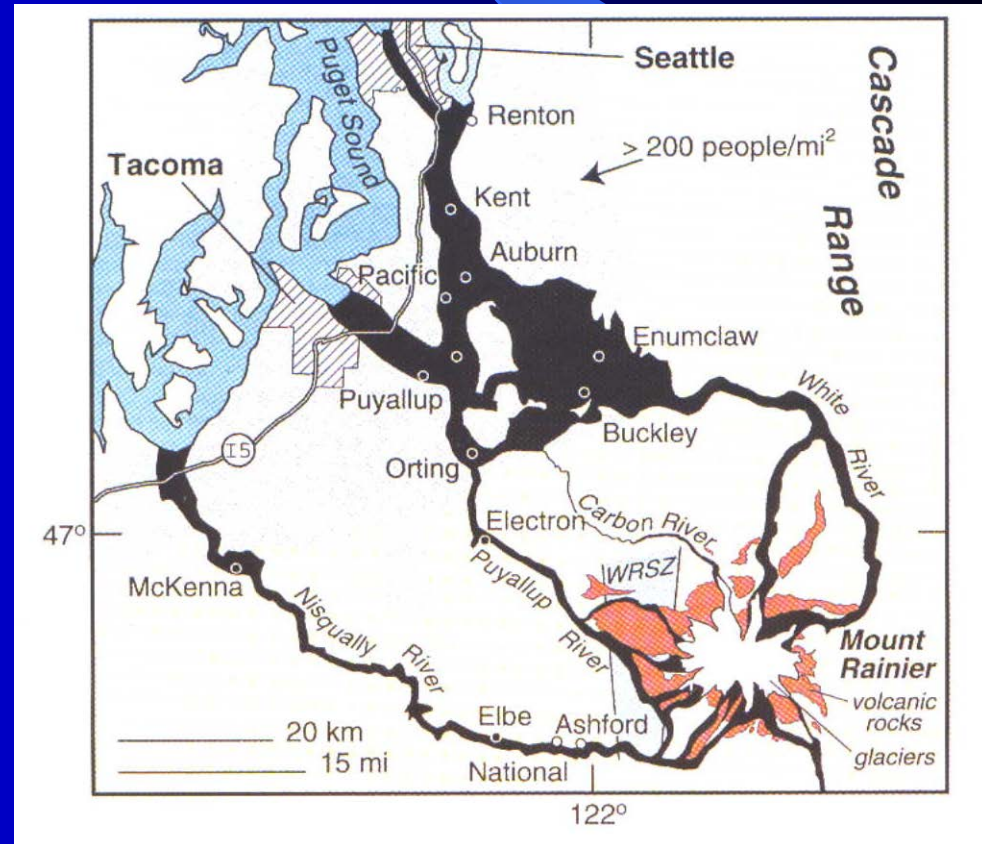 Puget Sound
Seattle
Cascade
Range
Renton
> 200 people/mi²
Tacoma
Kent
Auburn
Pacific
Enumclaw
Puyallup
Buckley
White
River
I5
Orting
Electron
Carbon River
47°
Puyallup
River
WRSZ
McKenna
Nisqually
River
Mount
Rainier
volcanic
rocks
glaciers
20 km
15 mi
Elbe
Ashford
National
122°